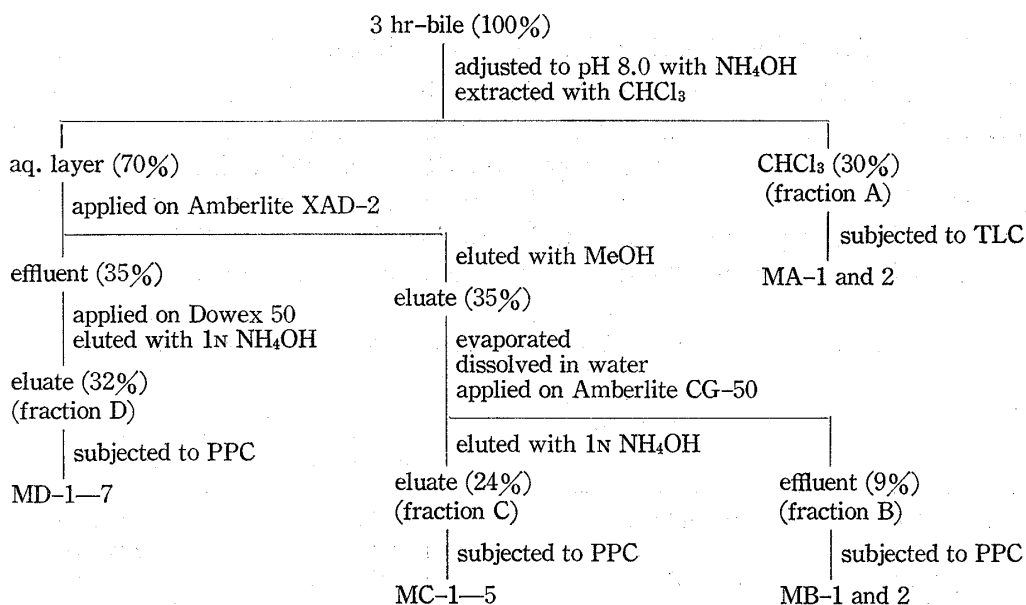 3 hr-bile (100%)
adjusted to pH 8.0 with NH₄OH
extracted with CHCl₃
aq. layer (70%)
applied on Amberlite XAD-2
CHCl₃ (30%)
(fraction A)
subjected to TLC
MA-1 and 2
effluent (35%)
applied on Dowex 50
eluted with 1N NH₄OH
eluate (32%)
(fraction D)
subjected to PPC
MD-1—7
eluted with MeOH
eluate (35%)
evaporated
dissolved in water
applied on Amberlite CG-50
eluted with 1N NH₄OH
eluate (24%)
(fraction C)
subjected to PPC
MC-1—5
effluent (9%)
(fraction B)
subjected to PPC
MB-1 and 2